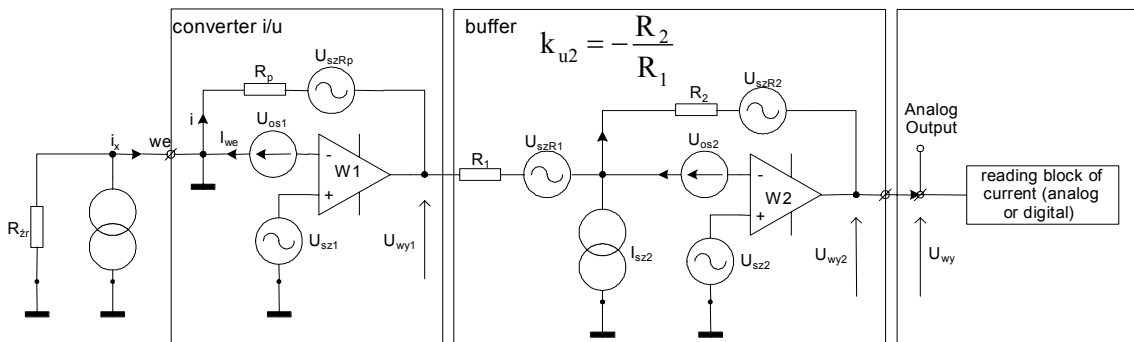 converter i/u
buffer
k_u2 = - R_2 / R_1
R_p
U_szRp
i
i_x
we
I_we
U_os1
-
W1
+
U_sz1
U_wy1
R_źr
R_1
U_szR1
R_2
U_szR2
U_os2
-
W2
+
I_sz2
U_sz2
U_wy2
Analog
Output
U_wy
reading block of
current (analog
or digital)